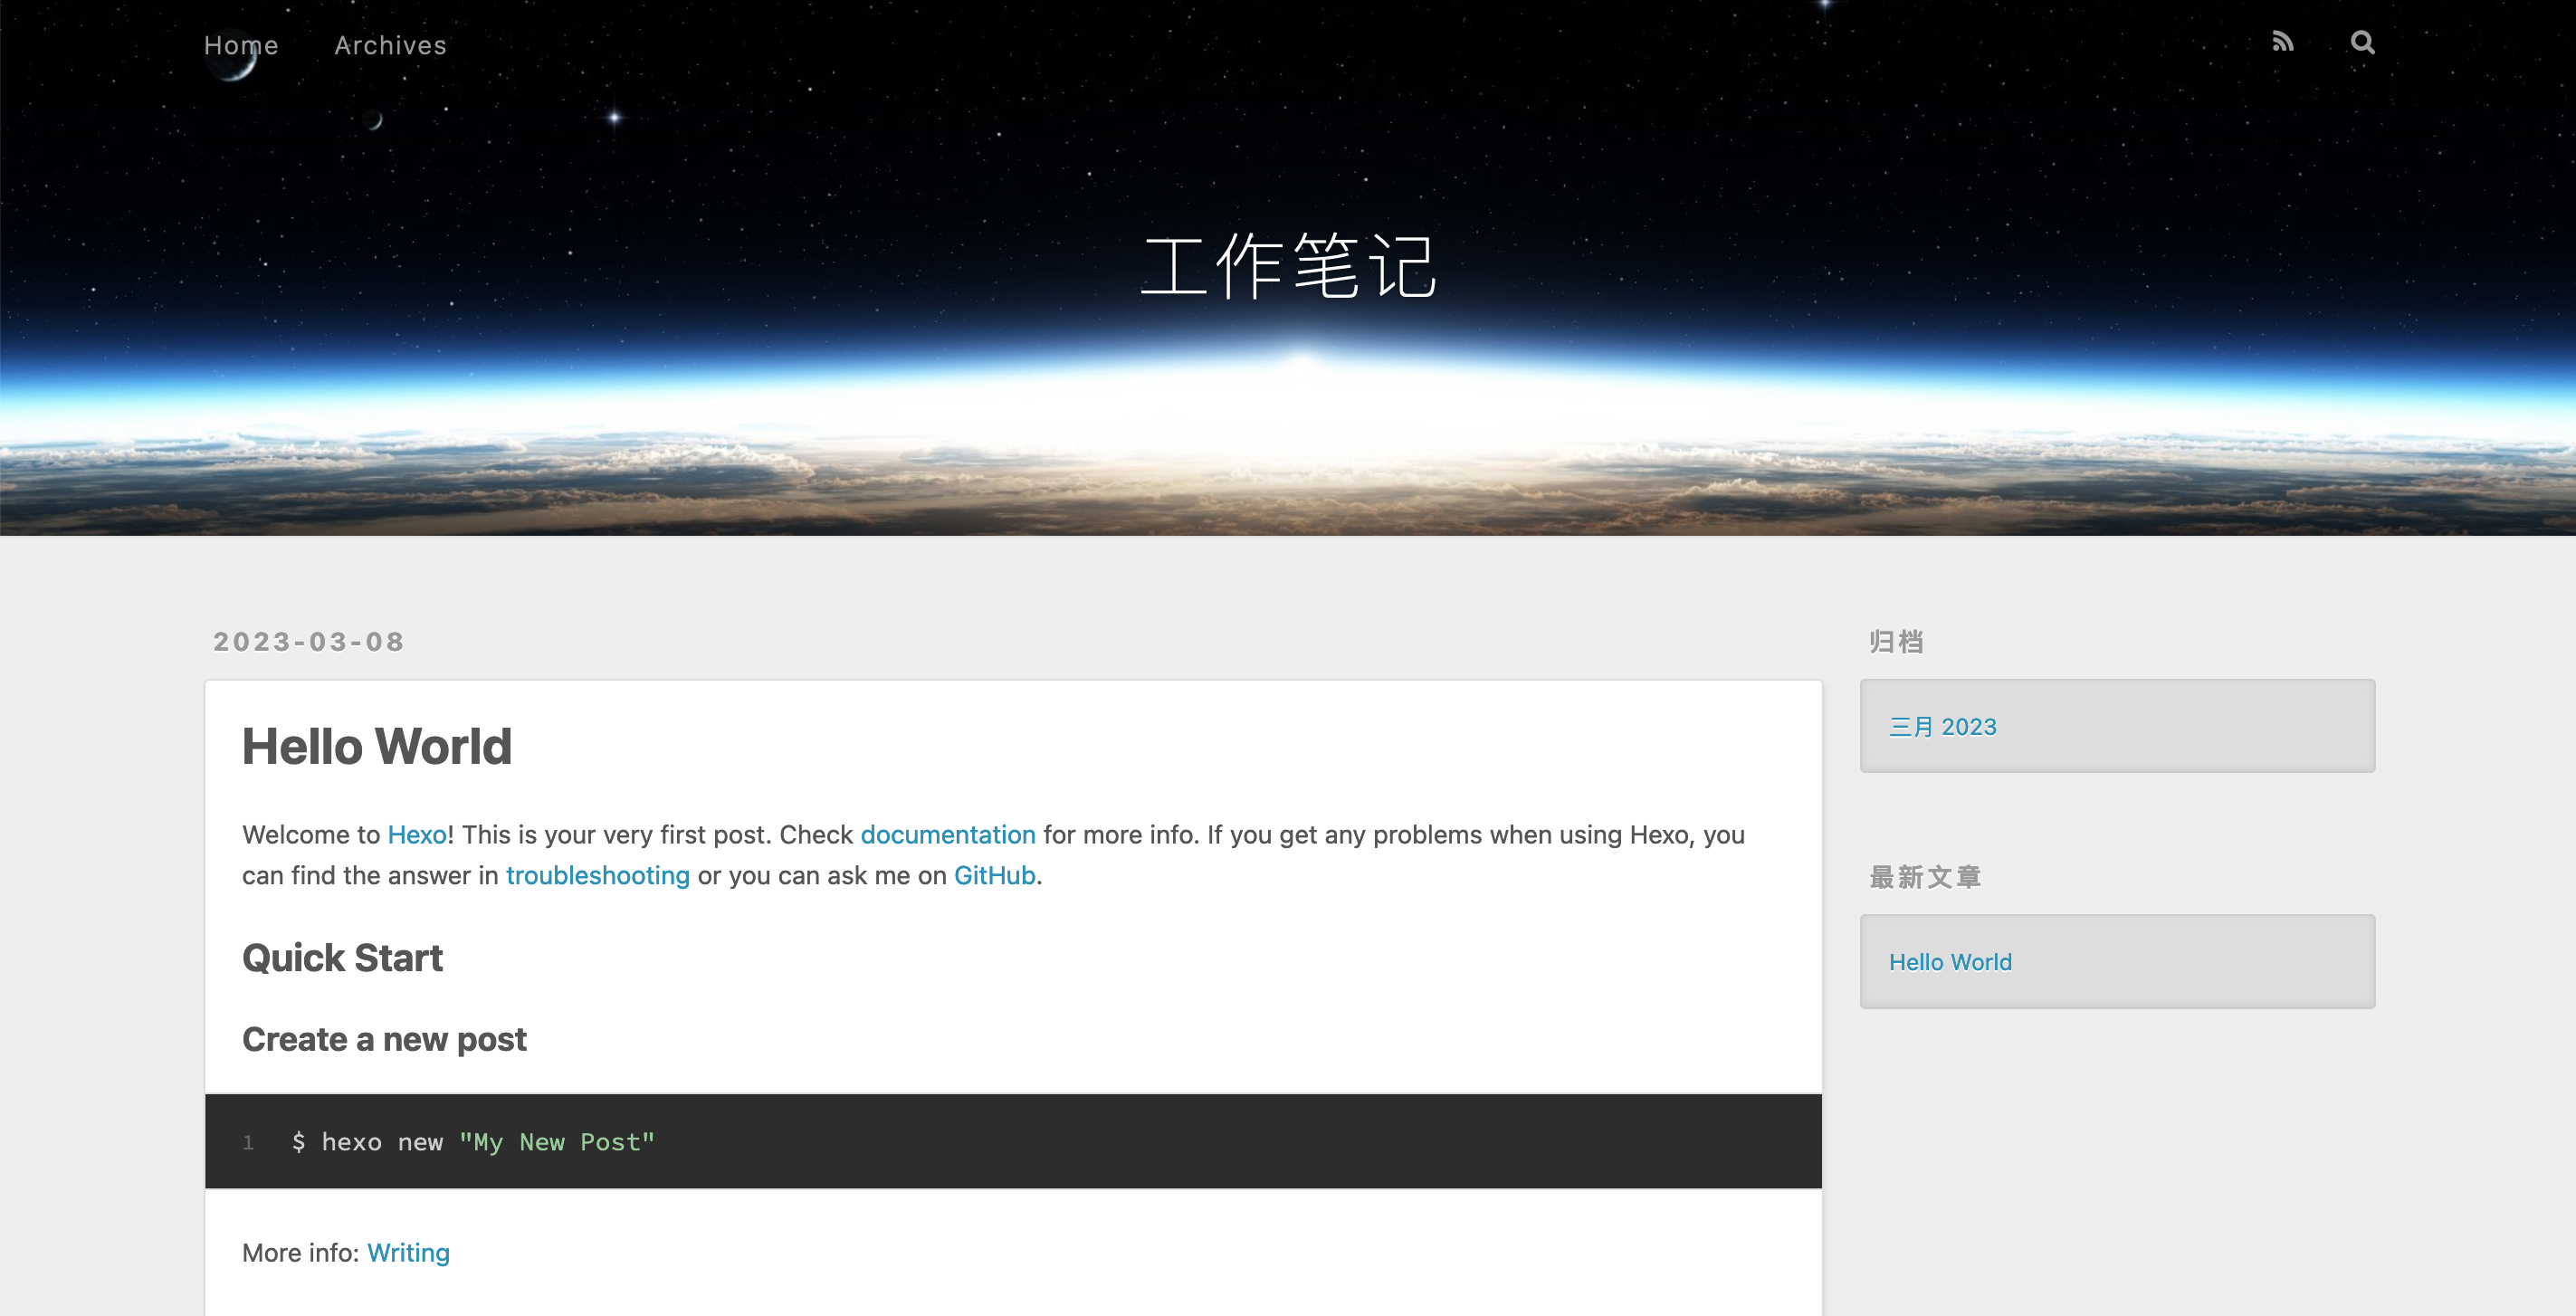 Home Archives
工作笔记
2023-03-08
Hello World
Welcome to Hexo! This is your very first post. Check documentation for more info. If you get any problems when using Hexo, you
can find the answer in troubleshooting or you can ask me on GitHub.
Quick Start
Create a new post
1 $ hexo new "My New Post"
More info: Writing
归档
三月 2023
最新文章
Hello World